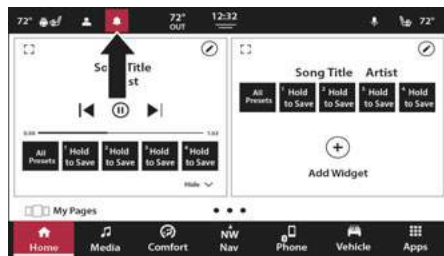 72° 72° OUT 12:32 72°
So Title
st
0:00 7:03
All Presets
1 Hold to Save
2 Hold to Save
3 Hold to Save
4 Hold to Save
Hide
Song Title Artist
All Presets
1 Hold to Save
2 Hold to Save
3 Hold to Save
4 Hold to Save
Add Widget
My Pages
Home
Media
Comfort
NW
Nav
Phone
Vehicle
Apps